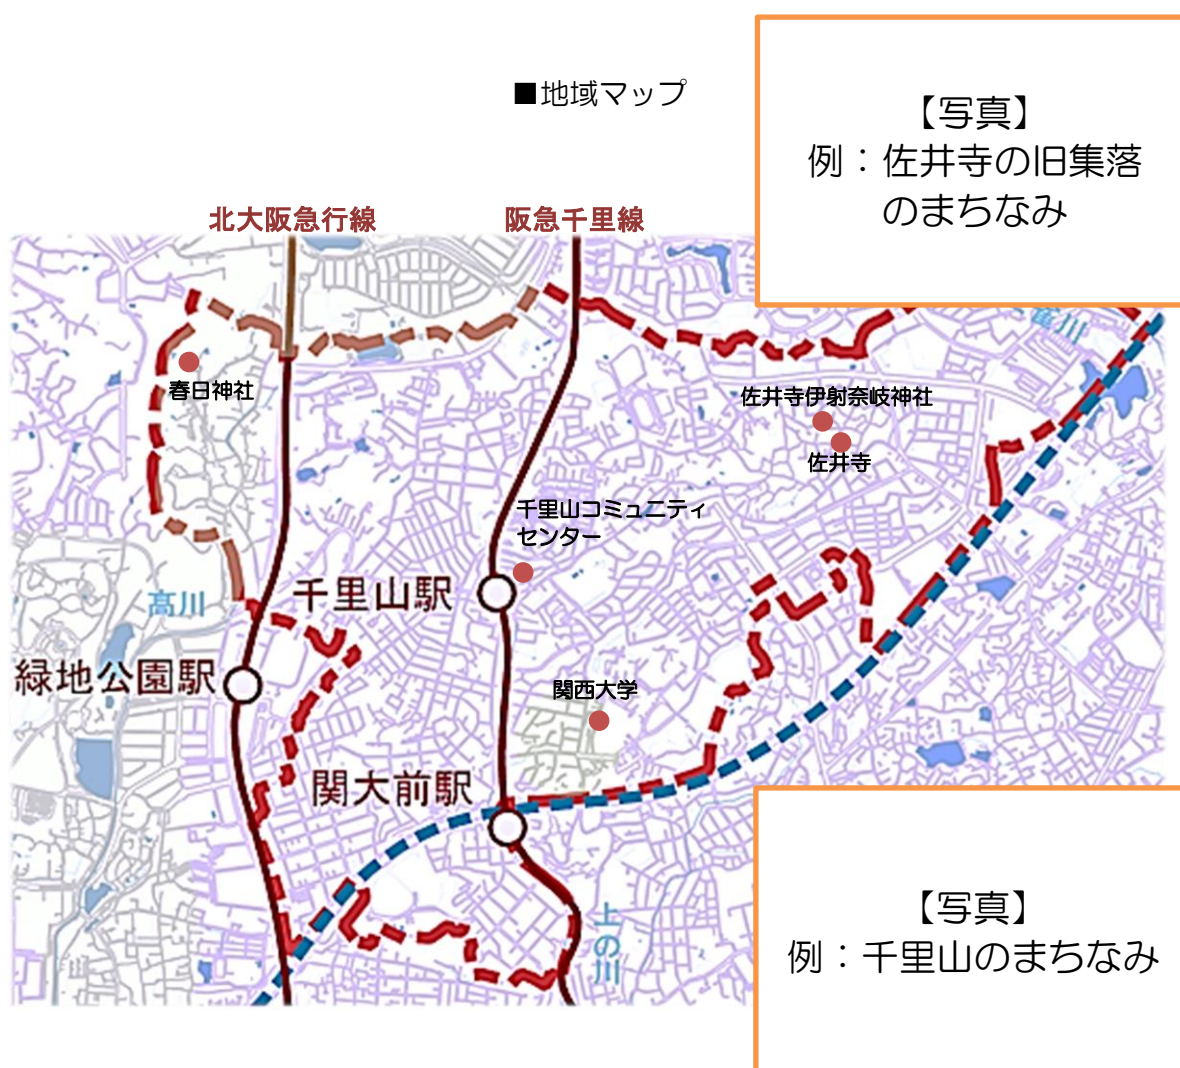 ■地域マップ
【写真】
例：佐井寺の旧集落
のまちなみ
北大阪急行線
阪急千里線
春日神社
佐井寺伊射奈岐神社
佐井寺
千里山コミュニティ
センター
高川
千里山駅
緑地公園駅
関西大学
関大前駅
上の川
【写真】
例：千里山のまちなみ